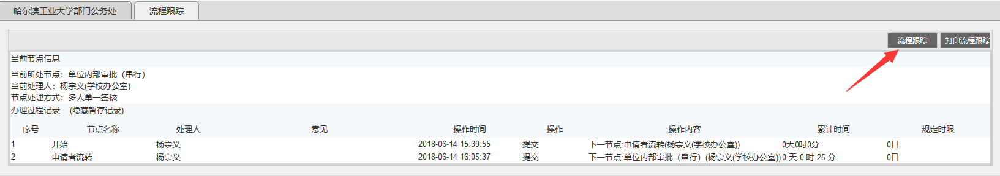 哈尔滨工业大学部门公务处 流程跟踪
流程跟踪 打印流程跟踪
当前节点信息
当前所处节点：单位内部审批（串行）
当前处理人：杨宗义(学校办公室)
节点处理方式：多人单一签核
办理过程记录 (隐藏暂存记录)
序号 节点名称 处理人 意见 操作时间 操作 操作内容 累计时间 规定时限
1 开始 杨宗义 2018-06-14 15:39:55 提交 下一节点:申请者流转(杨宗义(学校办公室)) 0天0时0分 0日
2 申请者流转 杨宗义 2018-06-14 16:05:37 提交 下一节点:单位内部审批（串行）(杨宗义(学校办公室)) 0 天 0 时 25 分 0日